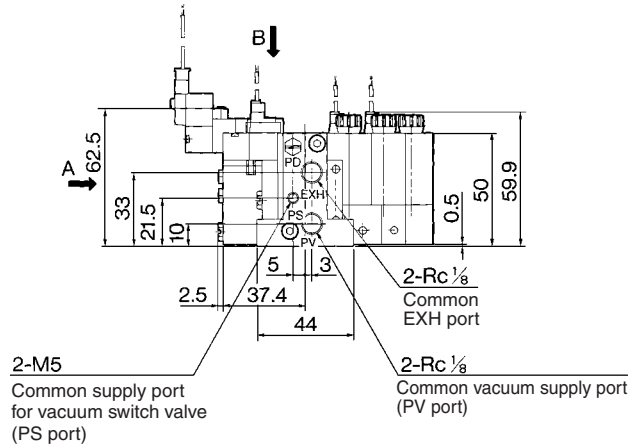 B
A
62.5
33
21.5
10
PD
EXH
PS
PV
0.5
50
59.9
5
3
2.5
37.4
44
2-Rc 1/8
Common
EXH port
2-M5
Common supply port
for vacuum switch valve
(PS port)
2-Rc 1/8
Common vacuum supply port
(PV port)